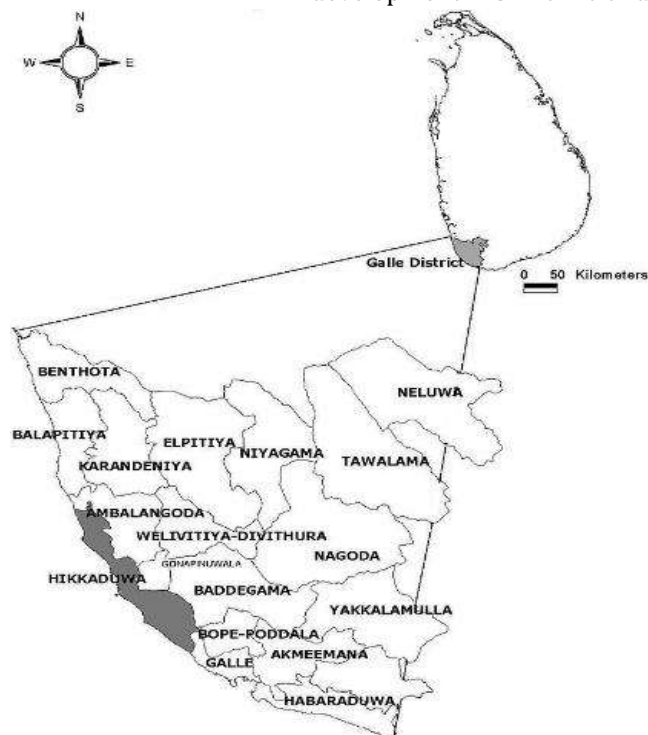 N
W E
S
Galle District
0 50 Kilometers
BENTHOTA
NELUWA
BALAPITIYA
ELPITIYA
NIYAGAMA
KARANDENIYA
TAWALAMA
AMBALANGODA
WELIVITIYA-DIVITHURA
NAGODA
GONAPINUWALA
HIKKADUWA
BADDEGAMA
YAKKALAMULLA
BOPE-PODDALA
AKMEEMANA
GALLE
HABARADUWA